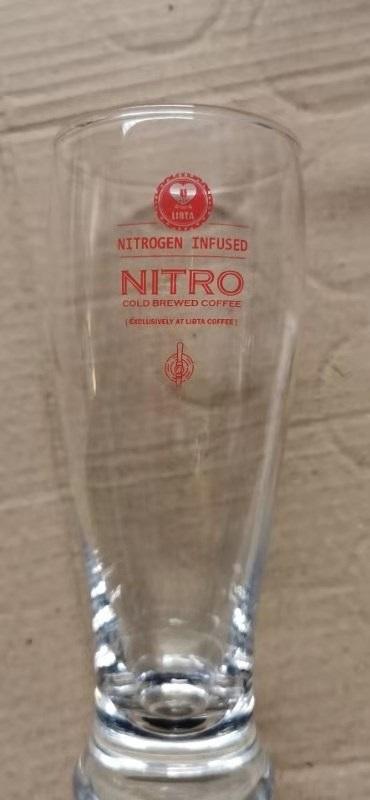 LIBTA
NITROGEN INFUSED
NITRO
COLD BREWED COFFEE
( EXCLUSIVELY AT LIBTA COFFEE )